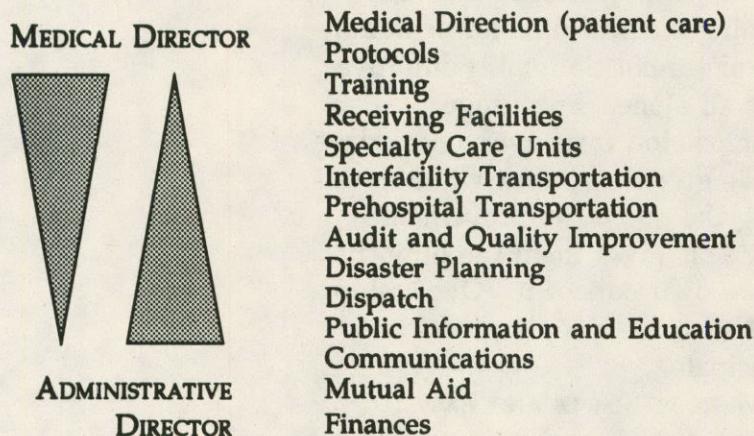 MEDICAL DIRECTOR
ADMINISTRATIVE
DIRECTOR
Medical Direction (patient care)
Protocols
Training
Receiving Facilities
Specialty Care Units
Interfacility Transportation
Prehospital Transportation
Audit and Quality Improvement
Disaster Planning
Dispatch
Public Information and Education
Communications
Mutual Aid
Finances